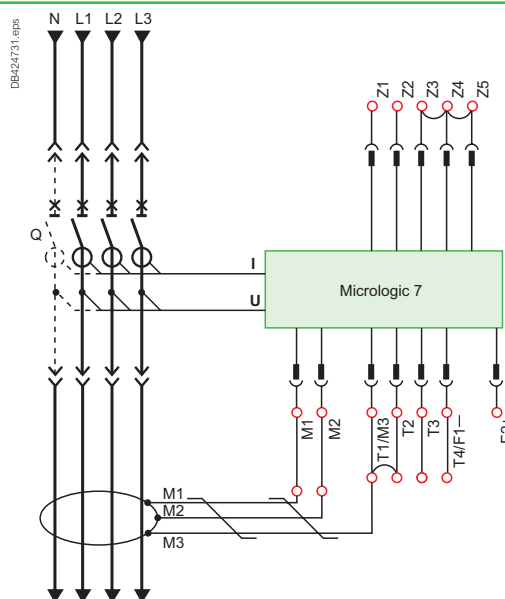 DB424731.eps
N L1 L2 L3
Z1 Z2 Z3 Z4 Z5
Q
I
U
Micrologic 7
M1 M2 T1/M3 T2 T3 T4/F1−
M1
M2
M3